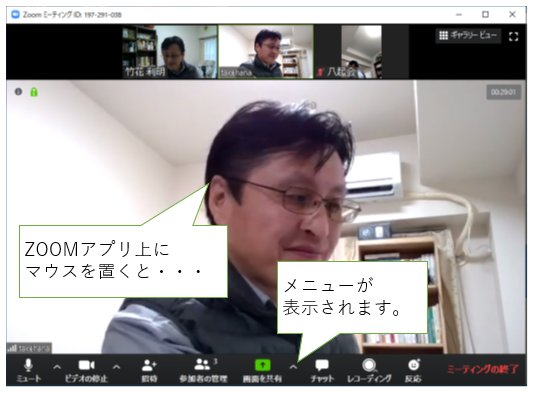 Zoom ミーティング ID: 197-291-038
竹花 利明
takehana
八起会
ギャラリー ビュー
00:29:01
ZOOMアプリ上に
マウスを置くと・・・
メニューが
表示されます。
takehana
3
ミュート
ビデオの停止
招待
参加者の管理
画面を共有
チャット
レコーディング
反応
ミーティングの終了